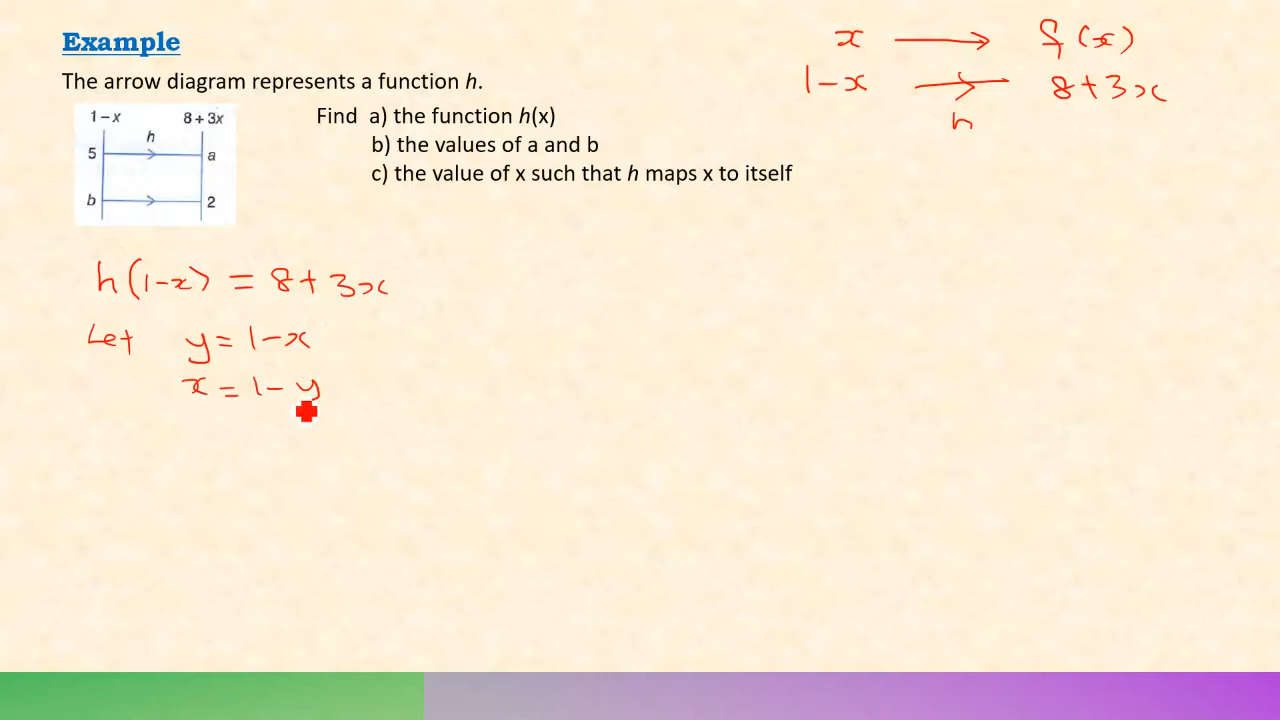 Example
The arrow diagram represents a function h.
1 – x 8 + 3x
h
5 a
b 2
Find a) the function h(x)
b) the values of a and b
c) the value of x such that h maps x to itself
x → f(x)
1-x → 8+3x
h
h(1-x) = 8+3x
Let y = 1-x
x = 1-y